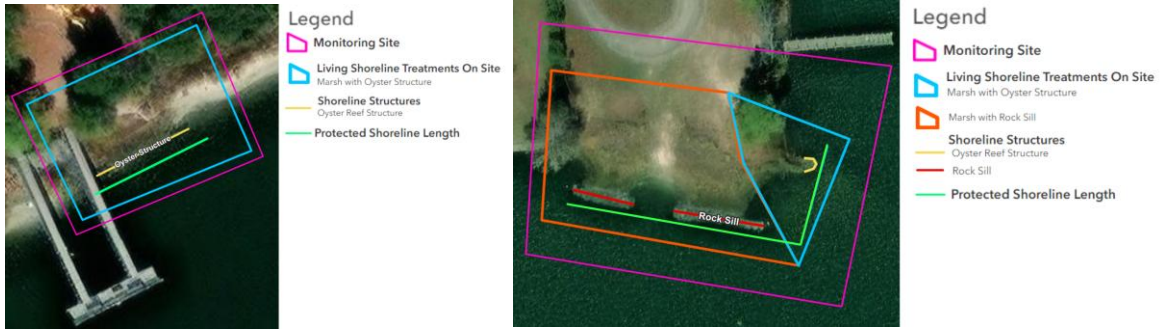 Legend
Monitoring Site
Living Shoreline Treatments On Site
Marsh with Oyster Structure
Shoreline Structures
Oyster Reef Structure
Protected Shoreline Length
Oyster Structure
Legend
Monitoring Site
Living Shoreline Treatments On Site
Marsh with Oyster Structure
Marsh with Rock Sill
Shoreline Structures
Oyster Reef Structure
Rock Sill
Protected Shoreline Length
Rock Sill